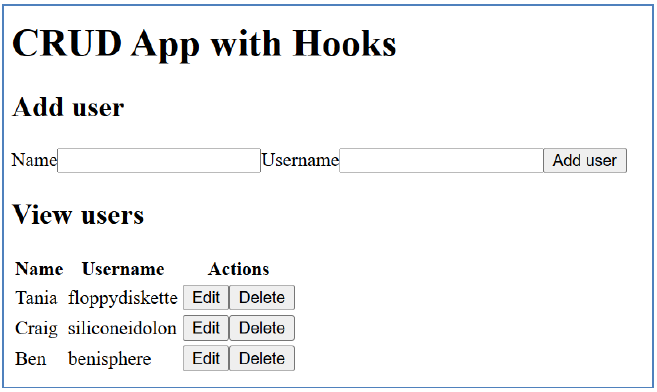 CRUD App with Hooks
Add user
Name Username Add user
View users
Name Username Actions
Tania floppydiskette Edit Delete
Craig siliconeidolon Edit Delete
Ben benisphere Edit Delete